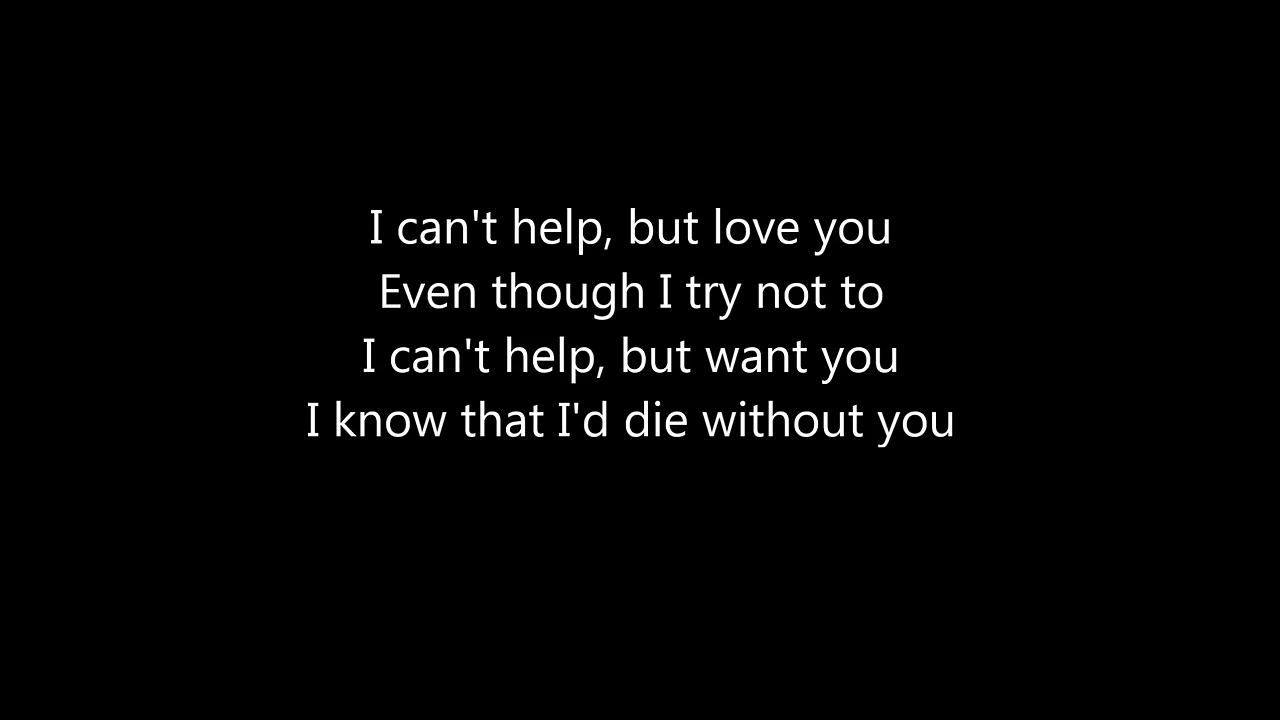 I can't help, but love you
Even though I try not to
I can't help, but want you
I know that I'd die without you